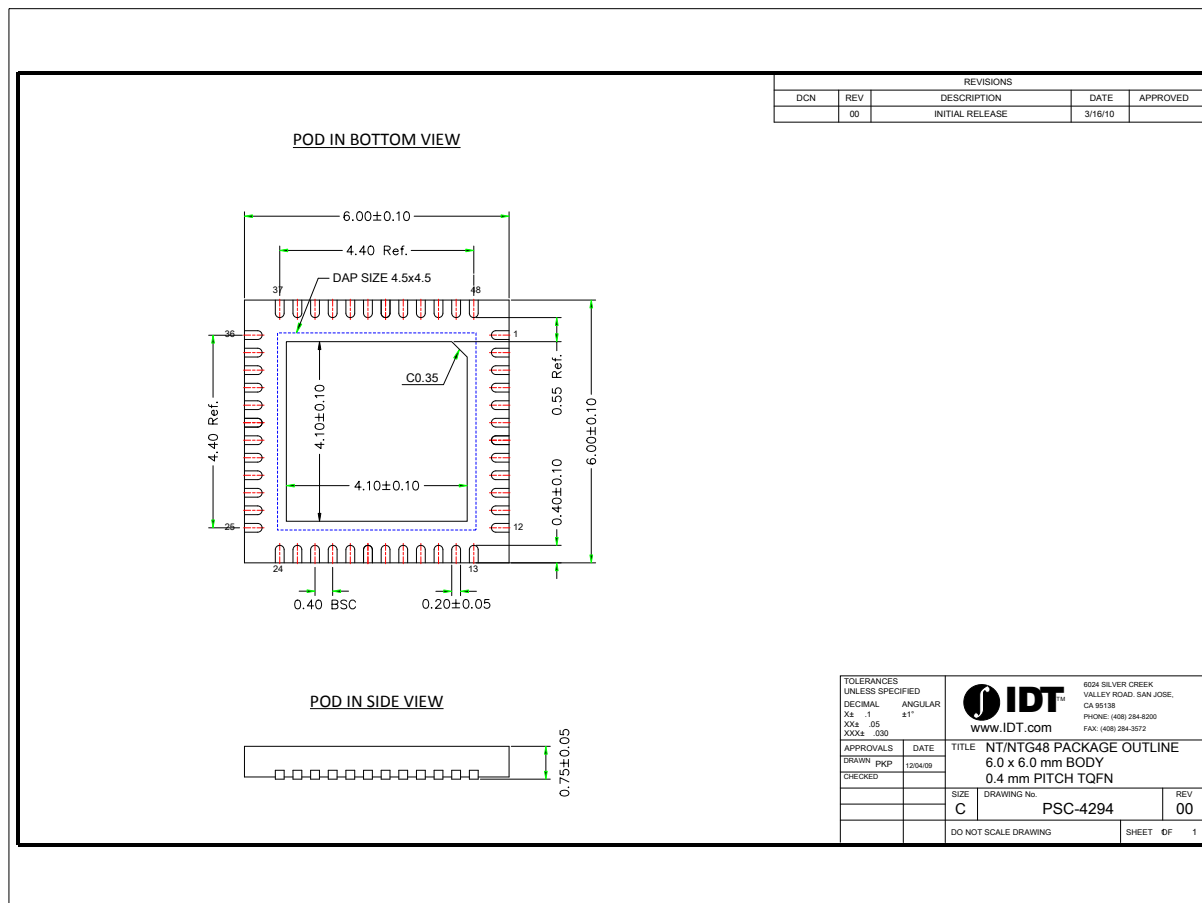 REVISIONS
DCN REV DESCRIPTION DATE APPROVED
00 INITIAL RELEASE 3/16/10
POD IN BOTTOM VIEW
6.00±0.10
4.40 Ref.
DAP SIZE 4.5x4.5
37 48
36 1
C0.35
0.55 Ref.
4.10±0.10
4.40 Ref.
6.00±0.10
4.10±0.10
0.40±0.10
25 12
24 13
0.40 BSC 0.20±0.05
POD IN SIDE VIEW
0.75±0.05
TOLERANCES
UNLESS SPECIFIED
DECIMAL ANGULAR
X± .1 ±1°
XX± .05
XXX± .030
IDT TM
www.IDT.com
6024 SILVER CREEK
VALLEY ROAD. SAN JOSE,
CA 95138
PHONE: (408) 284-8200
FAX: (408) 284-3572
APPROVALS DATE
DRAWN PKP 12/04/09
CHECKED
TITLE NT/NTG48 PACKAGE OUTLINE
6.0 x 6.0 mm BODY
0.4 mm PITCH TQFN
SIZE DRAWING No. REV
C PSC-4294 00
DO NOT SCALE DRAWING SHEET 1 OF 1